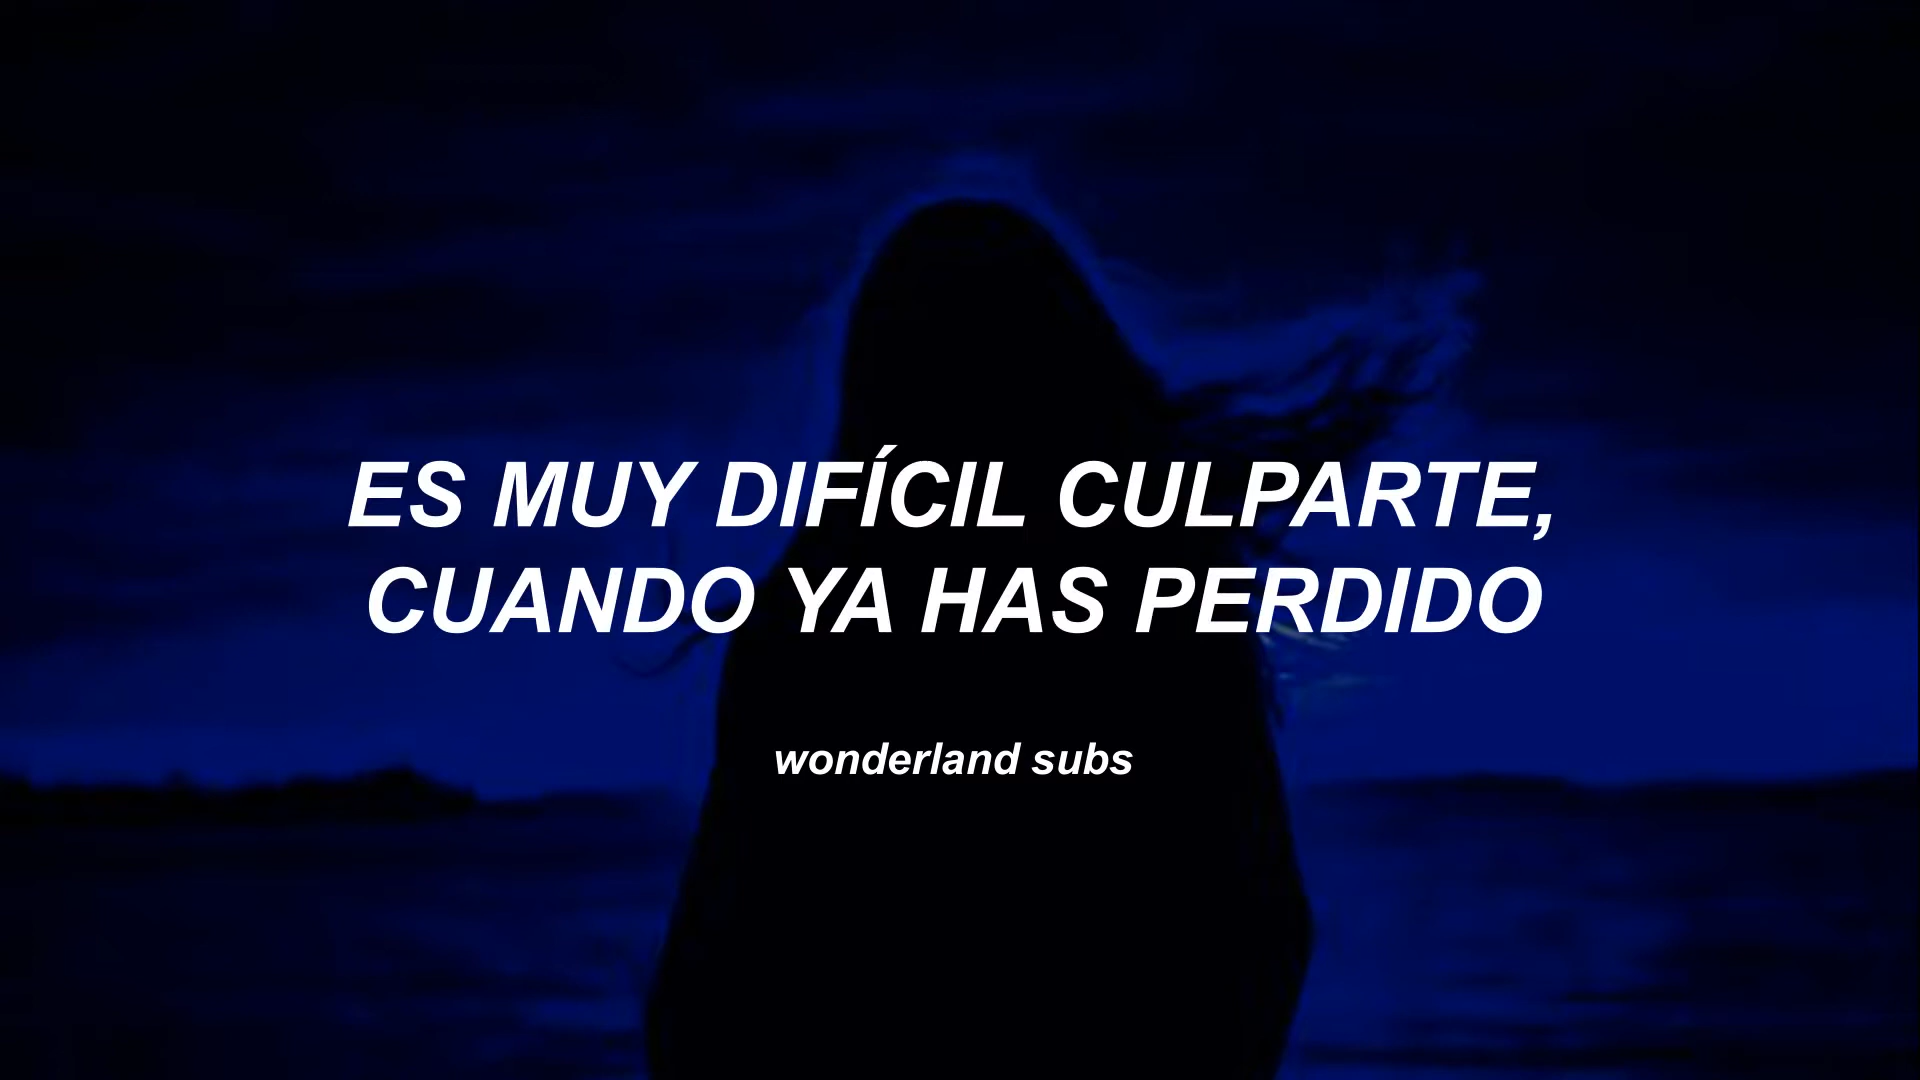 ES MUY DIFÍCIL CULPARTE,
CUANDO YA HAS PERDIDO
wonderland subs